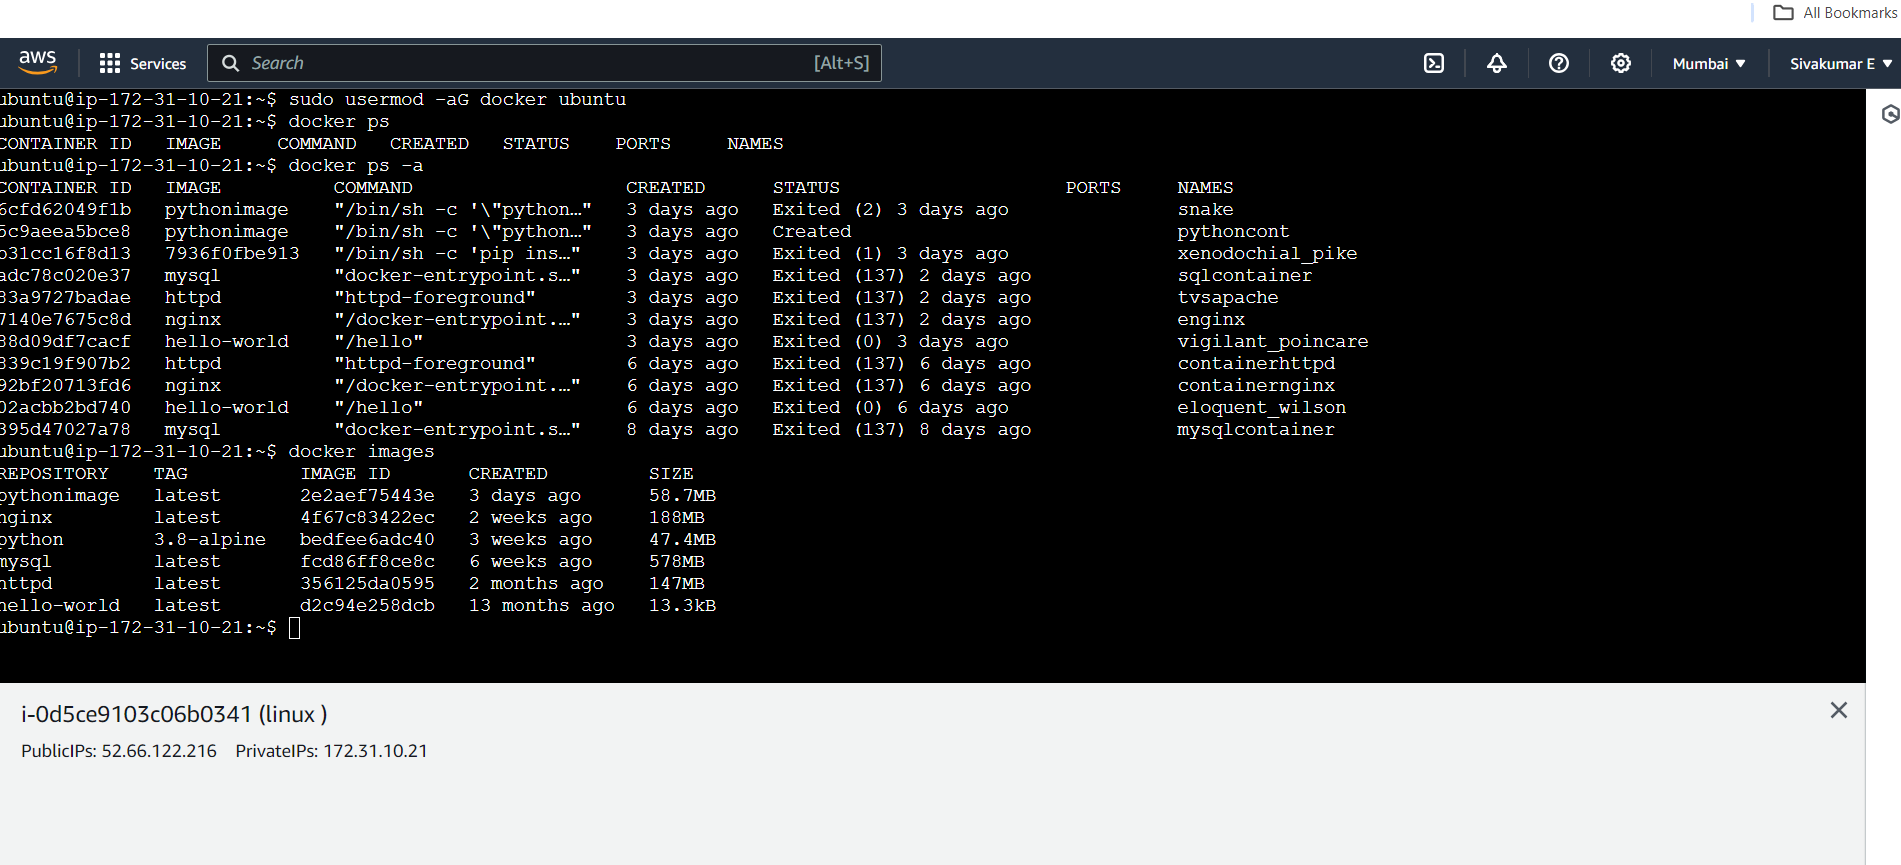 All Bookmarks
aws Services Search [Alt+S] Mumbai Sivakumar E
ubuntu@ip-172-31-10-21:~$ sudo usermod -aG docker ubuntu
ubuntu@ip-172-31-10-21:~$ docker ps
CONTAINER ID IMAGE COMMAND CREATED STATUS PORTS NAMES
ubuntu@ip-172-31-10-21:~$ docker ps -a
CONTAINER ID IMAGE COMMAND CREATED STATUS PORTS NAMES
6cfd62049f1b pythonimage "/bin/sh -c '\"python…" 3 days ago Exited (2) 3 days ago snake
5c9aeea5bce8 pythonimage "/bin/sh -c '\"python…" 3 days ago Created pythoncont
b31cc16f8d13 7936f0fbe913 "/bin/sh -c 'pip ins…" 3 days ago Exited (1) 3 days ago xenodochial_pike
adc78c020e37 mysql "docker-entrypoint.s…" 3 days ago Exited (137) 2 days ago sqlcontainer
83a9727badae httpd "httpd-foreground" 3 days ago Exited (137) 2 days ago tvsapache
7140e7675c8d nginx "/docker-entrypoint.…" 3 days ago Exited (137) 2 days ago enginx
88d09df7cacf hello-world "/hello" 3 days ago Exited (0) 3 days ago vigilant_poincare
839c19f907b2 httpd "httpd-foreground" 6 days ago Exited (137) 6 days ago containerhttpd
92bf20713fd6 nginx "/docker-entrypoint.…" 6 days ago Exited (137) 6 days ago containernginx
02acbb2bd740 hello-world "/hello" 6 days ago Exited (0) 6 days ago eloquent_wilson
395d47027a78 mysql "docker-entrypoint.s…" 8 days ago Exited (137) 8 days ago mysqlcontainer
ubuntu@ip-172-31-10-21:~$ docker images
REPOSITORY TAG IMAGE ID CREATED SIZE
pythonimage latest 2e2aef75443e 3 days ago 58.7MB
nginx latest 4f67c83422ec 2 weeks ago 188MB
python 3.8-alpine bedfee6adc40 3 weeks ago 47.4MB
mysql latest fcd86ff8ce8c 6 weeks ago 578MB
httpd latest 356125da0595 2 months ago 147MB
hello-world latest d2c94e258dcb 13 months ago 13.3kB
ubuntu@ip-172-31-10-21:~$
i-0d5ce9103c06b0341 (linux )
PublicIPs: 52.66.122.216 PrivateIPs: 172.31.10.21